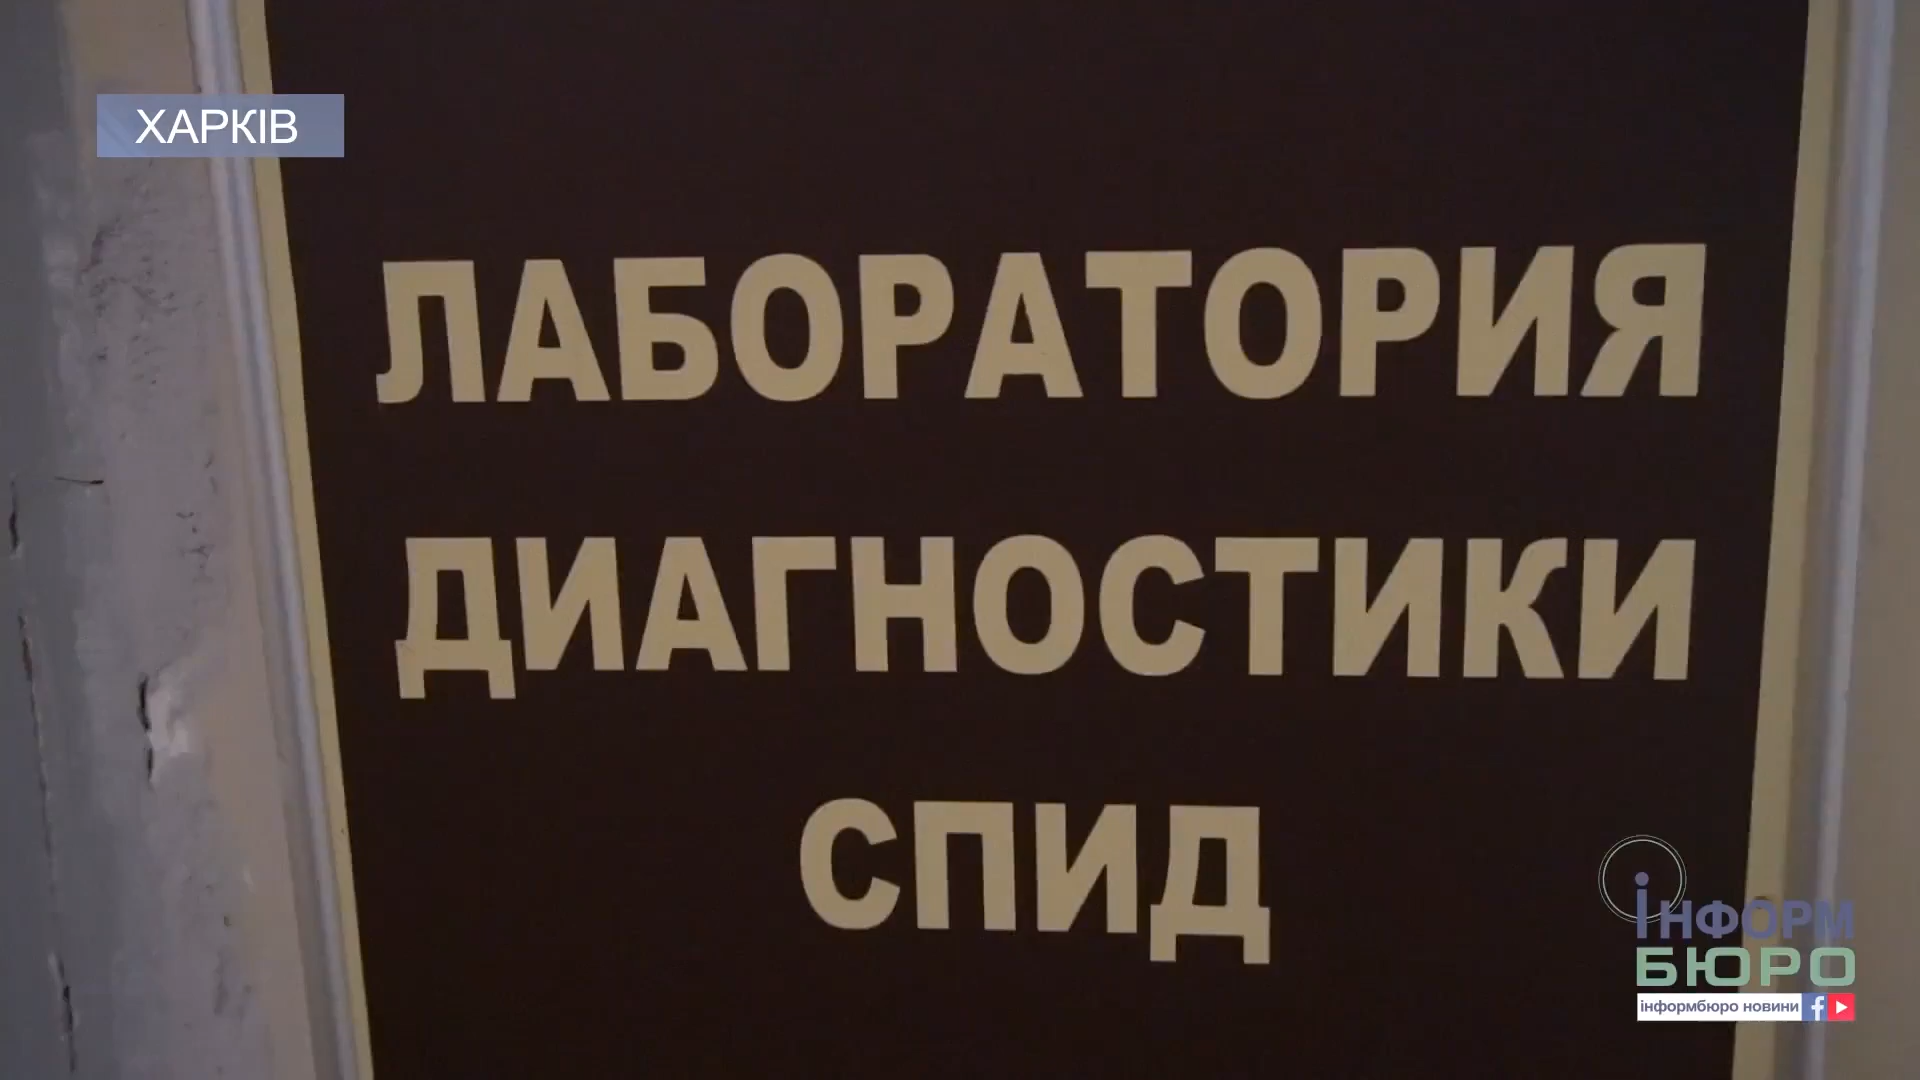 ХАРКІВ
ЛАБОРАТОРИЯ
ДИАГНОСТИКИ
СПИД
ІНФОРМ
БЮРО
інформбюро новини